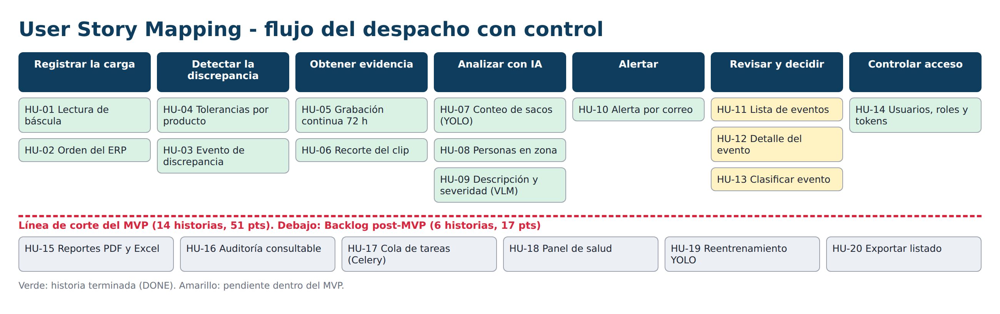 User Story Mapping - flujo del despacho con control
Registrar la carga
Detectar la
discrepancia
Obtener evidencia
Analizar con IA
Alertar
Revisar y decidir
Controlar acceso
HU-01 Lectura de
báscula
HU-02 Orden del ERP
HU-04 Tolerancias por
producto
HU-03 Evento de
discrepancia
HU-05 Grabación
continua 72 h
HU-06 Recorte del clip
HU-07 Conteo de sacos
(YOLO)
HU-08 Personas en zona
HU-09 Descripción y
severidad (VLM)
HU-10 Alerta por correo
HU-11 Lista de eventos
HU-12 Detalle del
evento
HU-13 Clasificar evento
HU-14 Usuarios, roles y
tokens
Línea de corte del MVP (14 historias, 51 pts). Debajo: Backlog post-MVP (6 historias, 17 pts)
HU-15 Reportes PDF y Excel
HU-16 Auditoría consultable
HU-17 Cola de tareas
(Celery)
HU-18 Panel de salud
HU-19 Reentrenamiento
YOLO
HU-20 Exportar listado
Verde: historia terminada (DONE). Amarillo: pendiente dentro del MVP.